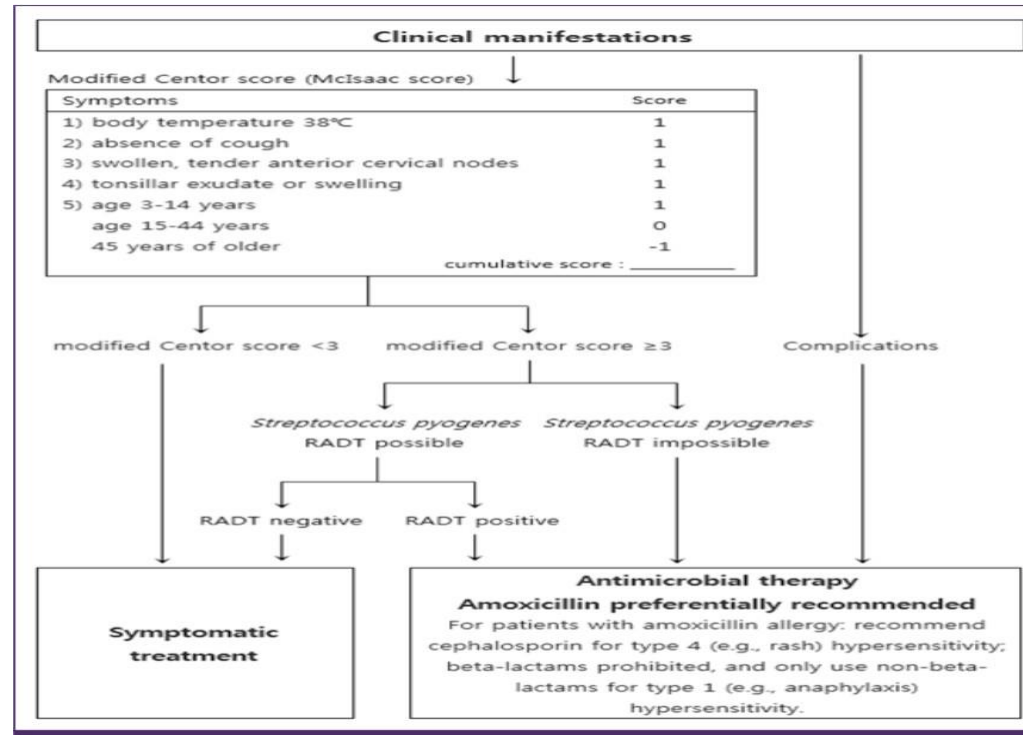 Clinical manifestations
Modified Centor score (McIsaac score)
Symptoms Score
1) body temperature 38℃ 1
2) absence of cough 1
3) swollen, tender anterior cervical nodes 1
4) tonsillar exudate or swelling 1
5) age 3-14 years 1
age 15-44 years 0
45 years of older -1
cumulative score : ________
modified Centor score <3 modified Centor score ≥3 Complications
Streptococcus pyogenes Streptococcus pyogenes
RADT possible RADT impossible
RADT negative RADT positive
Symptomatic
treatment
Antimicrobial therapy
Amoxicillin preferentially recommended
For patients with amoxicillin allergy: recommend
cephalosporin for type 4 (e.g., rash) hypersensitivity;
beta-lactams prohibited, and only use non-beta-
lactams for type 1 (e.g., anaphylaxis)
hypersensitivity.